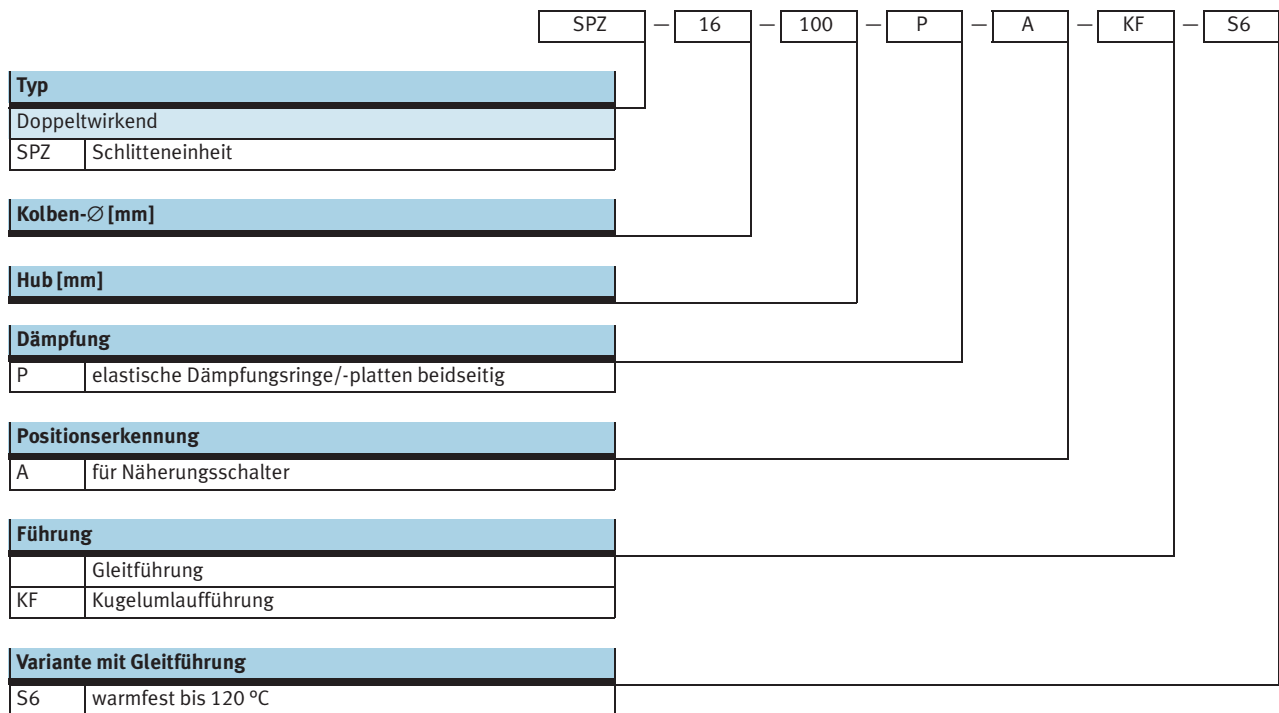 SPZ — 16 — 100 — P — A — KF — S6
Typ
Doppeltwirkend
SPZ Schlitteneinheit
Kolben-∅ [mm]
Hub [mm]
Dämpfung
P elastische Dämpfungsringe/-platten beidseitig
Positionserkennung
A für Näherungsschalter
Führung
Gleitführung
KF Kugelumlaufführung
Variante mit Gleitführung
S6 warmfest bis 120 °C